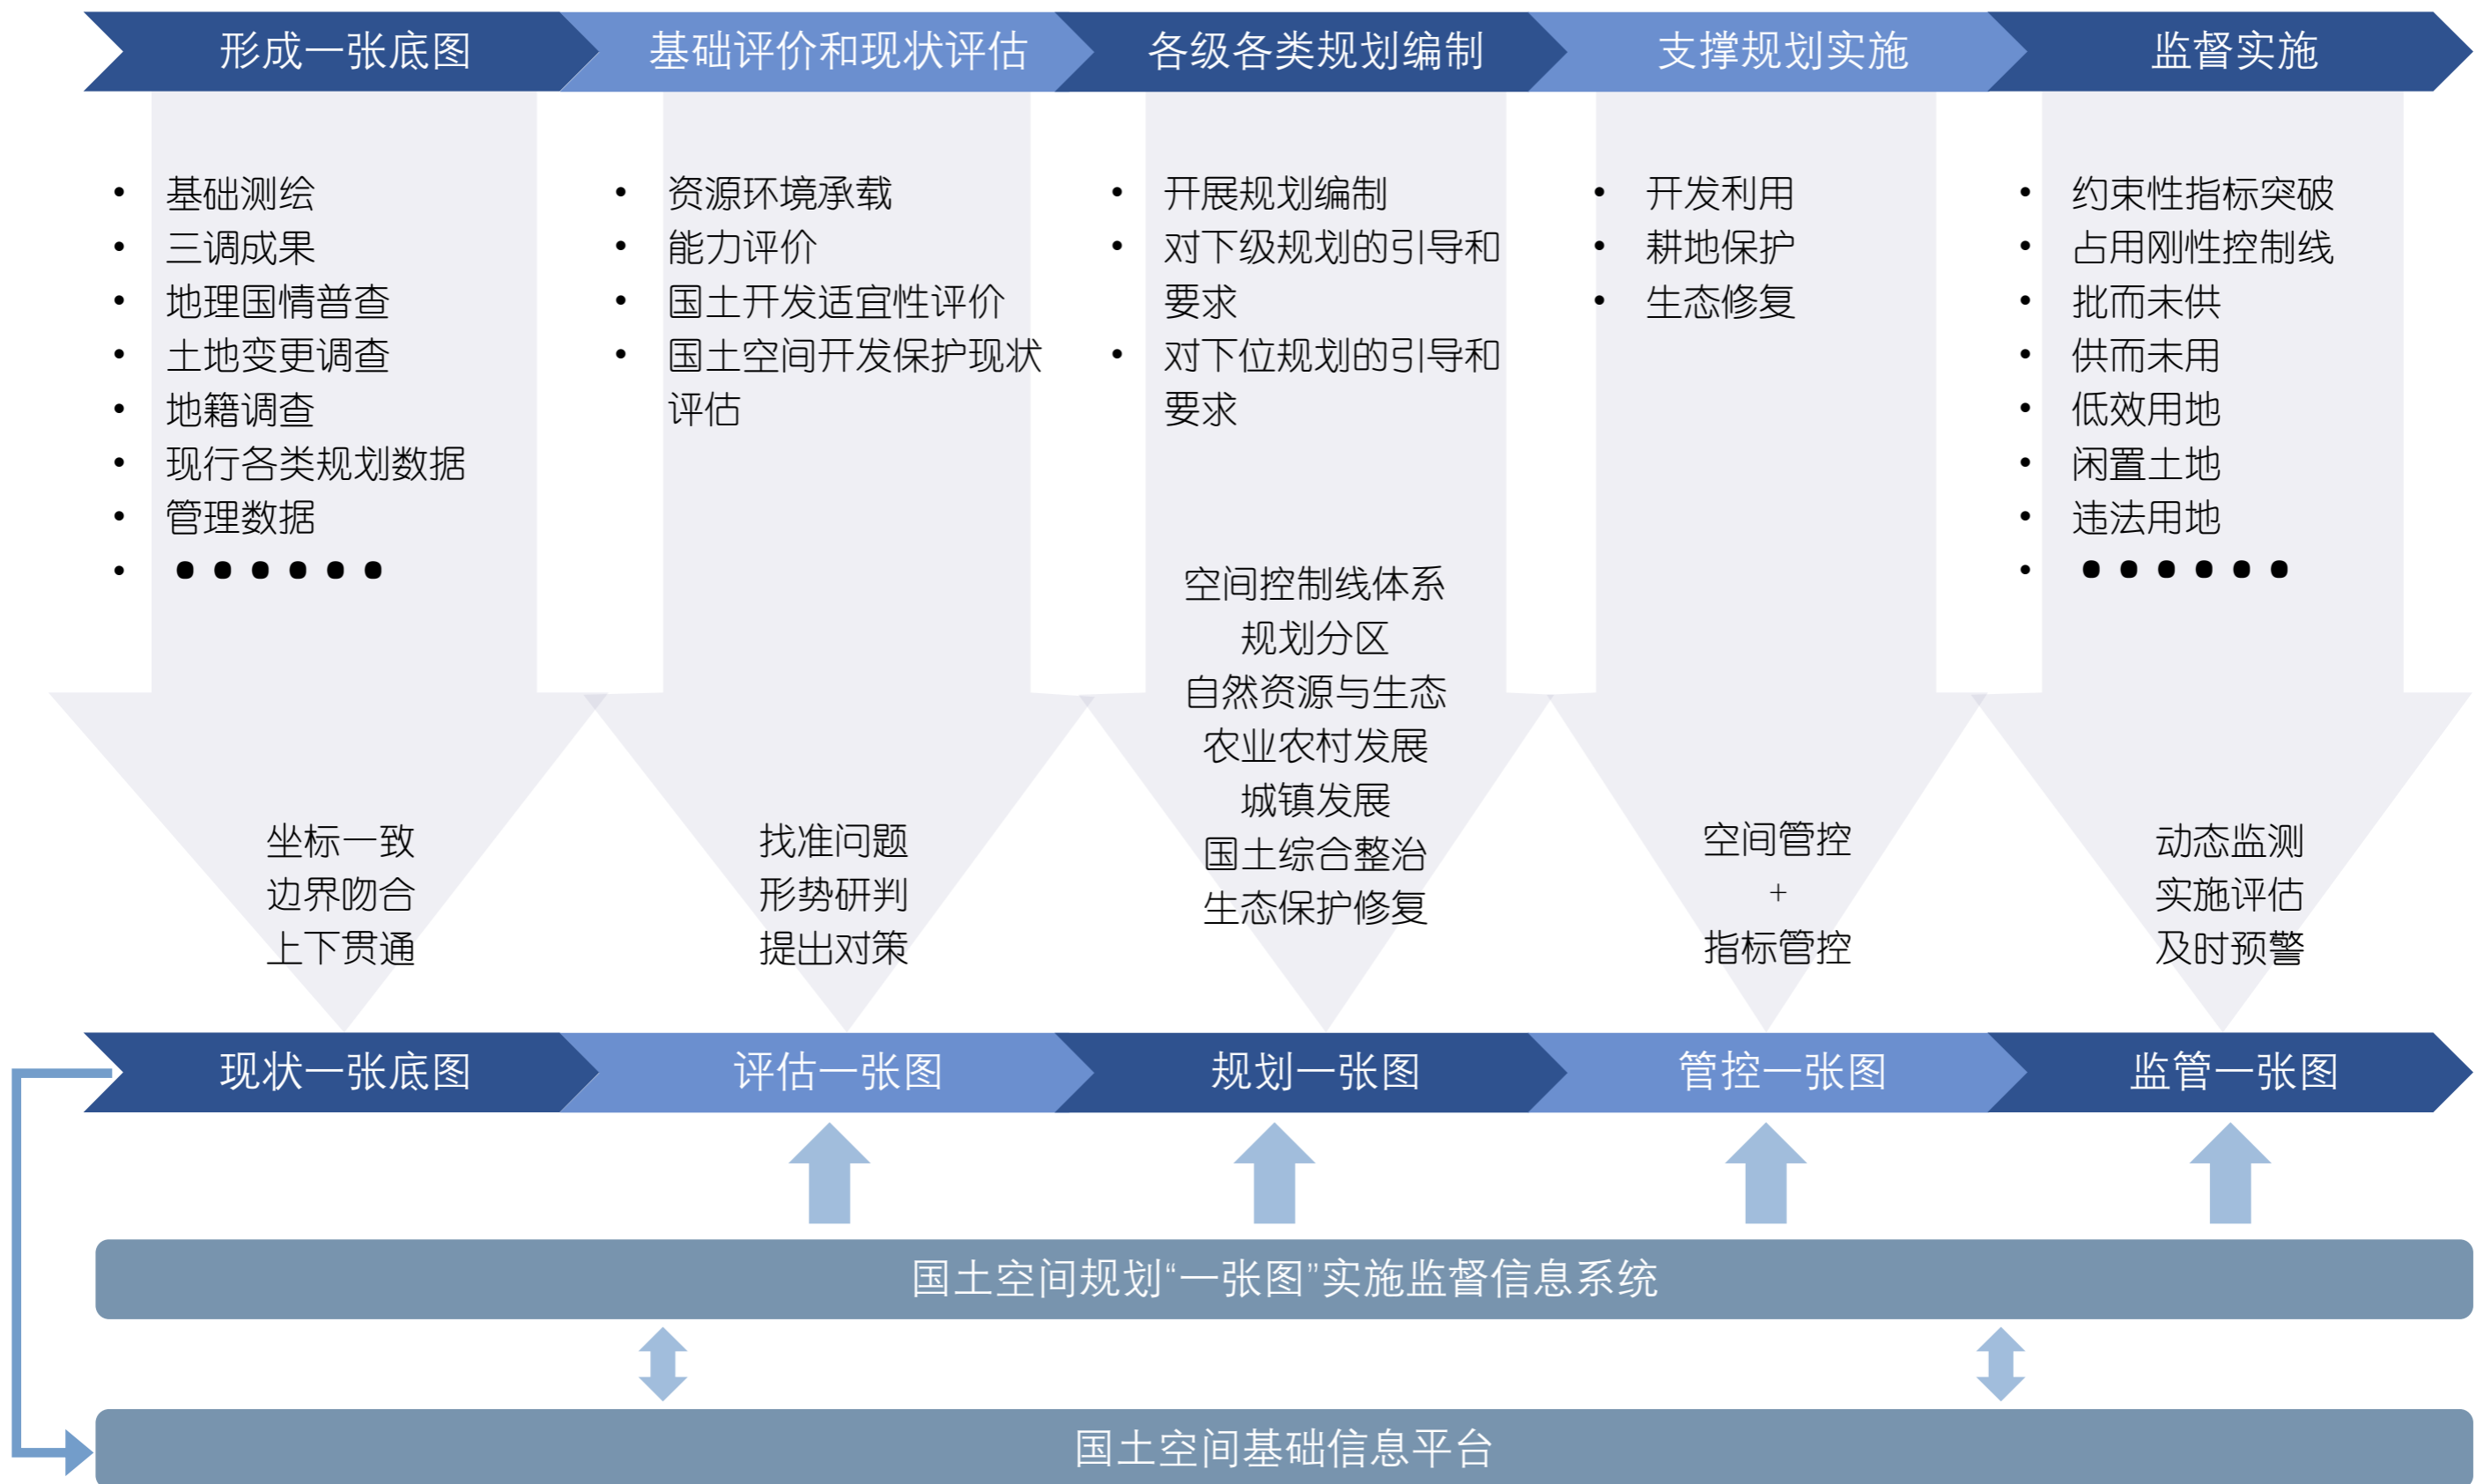 形成一张底图
基础评价和现状评估
各级各类规划编制
支撑规划实施
监督实施
• 基础测绘
• 三调成果
• 地理国情普查
• 土地变更调查
• 地籍调查
• 现行各类规划数据
• 管理数据
• ••••••
坐标一致
边界吻合
上下贯通
• 资源环境承载
• 能力评价
• 国土开发适宜性评价
• 国土空间开发保护现状
评估
找准问题
形势研判
提出对策
• 开展规划编制
• 对下级规划的引导和
要求
• 对下位规划的引导和
要求
空间控制线体系
规划分区
自然资源与生态
农业农村发展
城镇发展
国土综合整治
生态保护修复
• 开发利用
• 耕地保护
• 生态修复
空间管控
+
指标管控
• 约束性指标突破
• 占用刚性控制线
• 批而未供
• 供而未用
• 低效用地
• 闲置土地
• 违法用地
• ••••••
动态监测
实施评估
及时预警
现状一张底图
评估一张图
规划一张图
管控一张图
监管一张图
国土空间规划“一张图”实施监督信息系统
国土空间基础信息平台